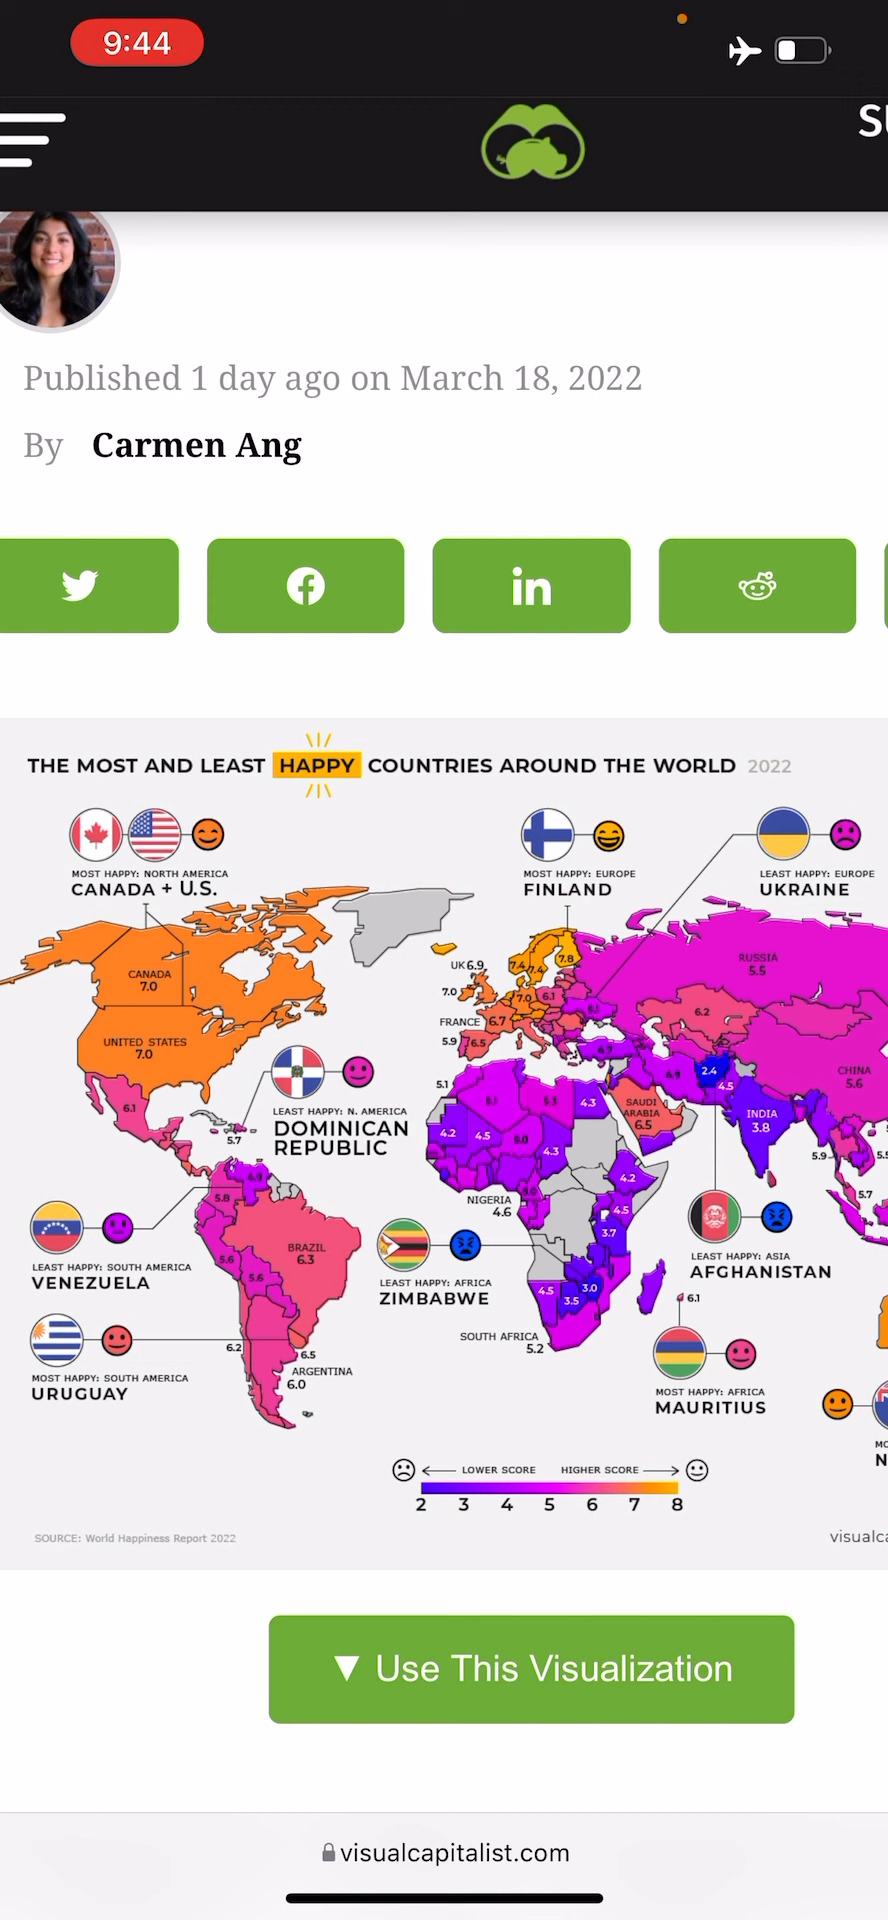 9:44
SU
Published 1 day ago on March 18, 2022
By Carmen Ang
THE MOST AND LEAST HAPPY COUNTRIES AROUND THE WORLD 2022
MOST HAPPY: NORTH AMERICA
CANADA + U.S.
MOST HAPPY: EUROPE
FINLAND
LEAST HAPPY: EUROPE
UKRAINE
CANADA
7.0
UNITED STATES
7.0
6.1
UK 6.9
7.0
7.4
7.4
7.8
7.0
6.1
FRANCE 6.7
5.9
6.5
RUSSIA
5.5
6.2
CHINA
5.6
LEAST HAPPY: N. AMERICA
DOMINICAN
REPUBLIC
5.7
5.1
5.3
4.3
4.2
4.5
4.3
SAUDI
ARABIA
6.5
2.4
4.5
INDIA
3.8
5.9
5.7
NIGERIA
4.6
4.2
4.5
3.7
LEAST HAPPY: SOUTH AMERICA
VENEZUELA
5.8
BRAZIL
6.3
5.6
5.6
LEAST HAPPY: AFRICA
ZIMBABWE
LEAST HAPPY: ASIA
AFGHANISTAN
4.5
3.5
3.0
6.1
SOUTH AFRICA
5.2
MOST HAPPY: SOUTH AMERICA
URUGUAY
6.2
6.5
ARGENTINA
6.0
MOST HAPPY: AFRICA
MAURITIUS
MO
N
LOWER SCORE HIGHER SCORE
2 3 4 5 6 7 8
SOURCE: World Happiness Report 2022
visualca
▼ Use This Visualization
visualcapitalist.com